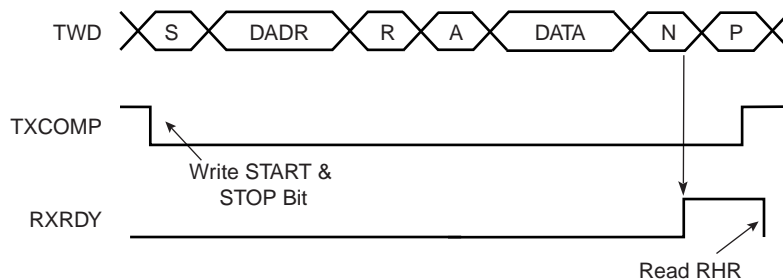 TWD S DADR R A DATA N P
TXCOMP
Write START &
STOP Bit
RXRDY
Read RHR